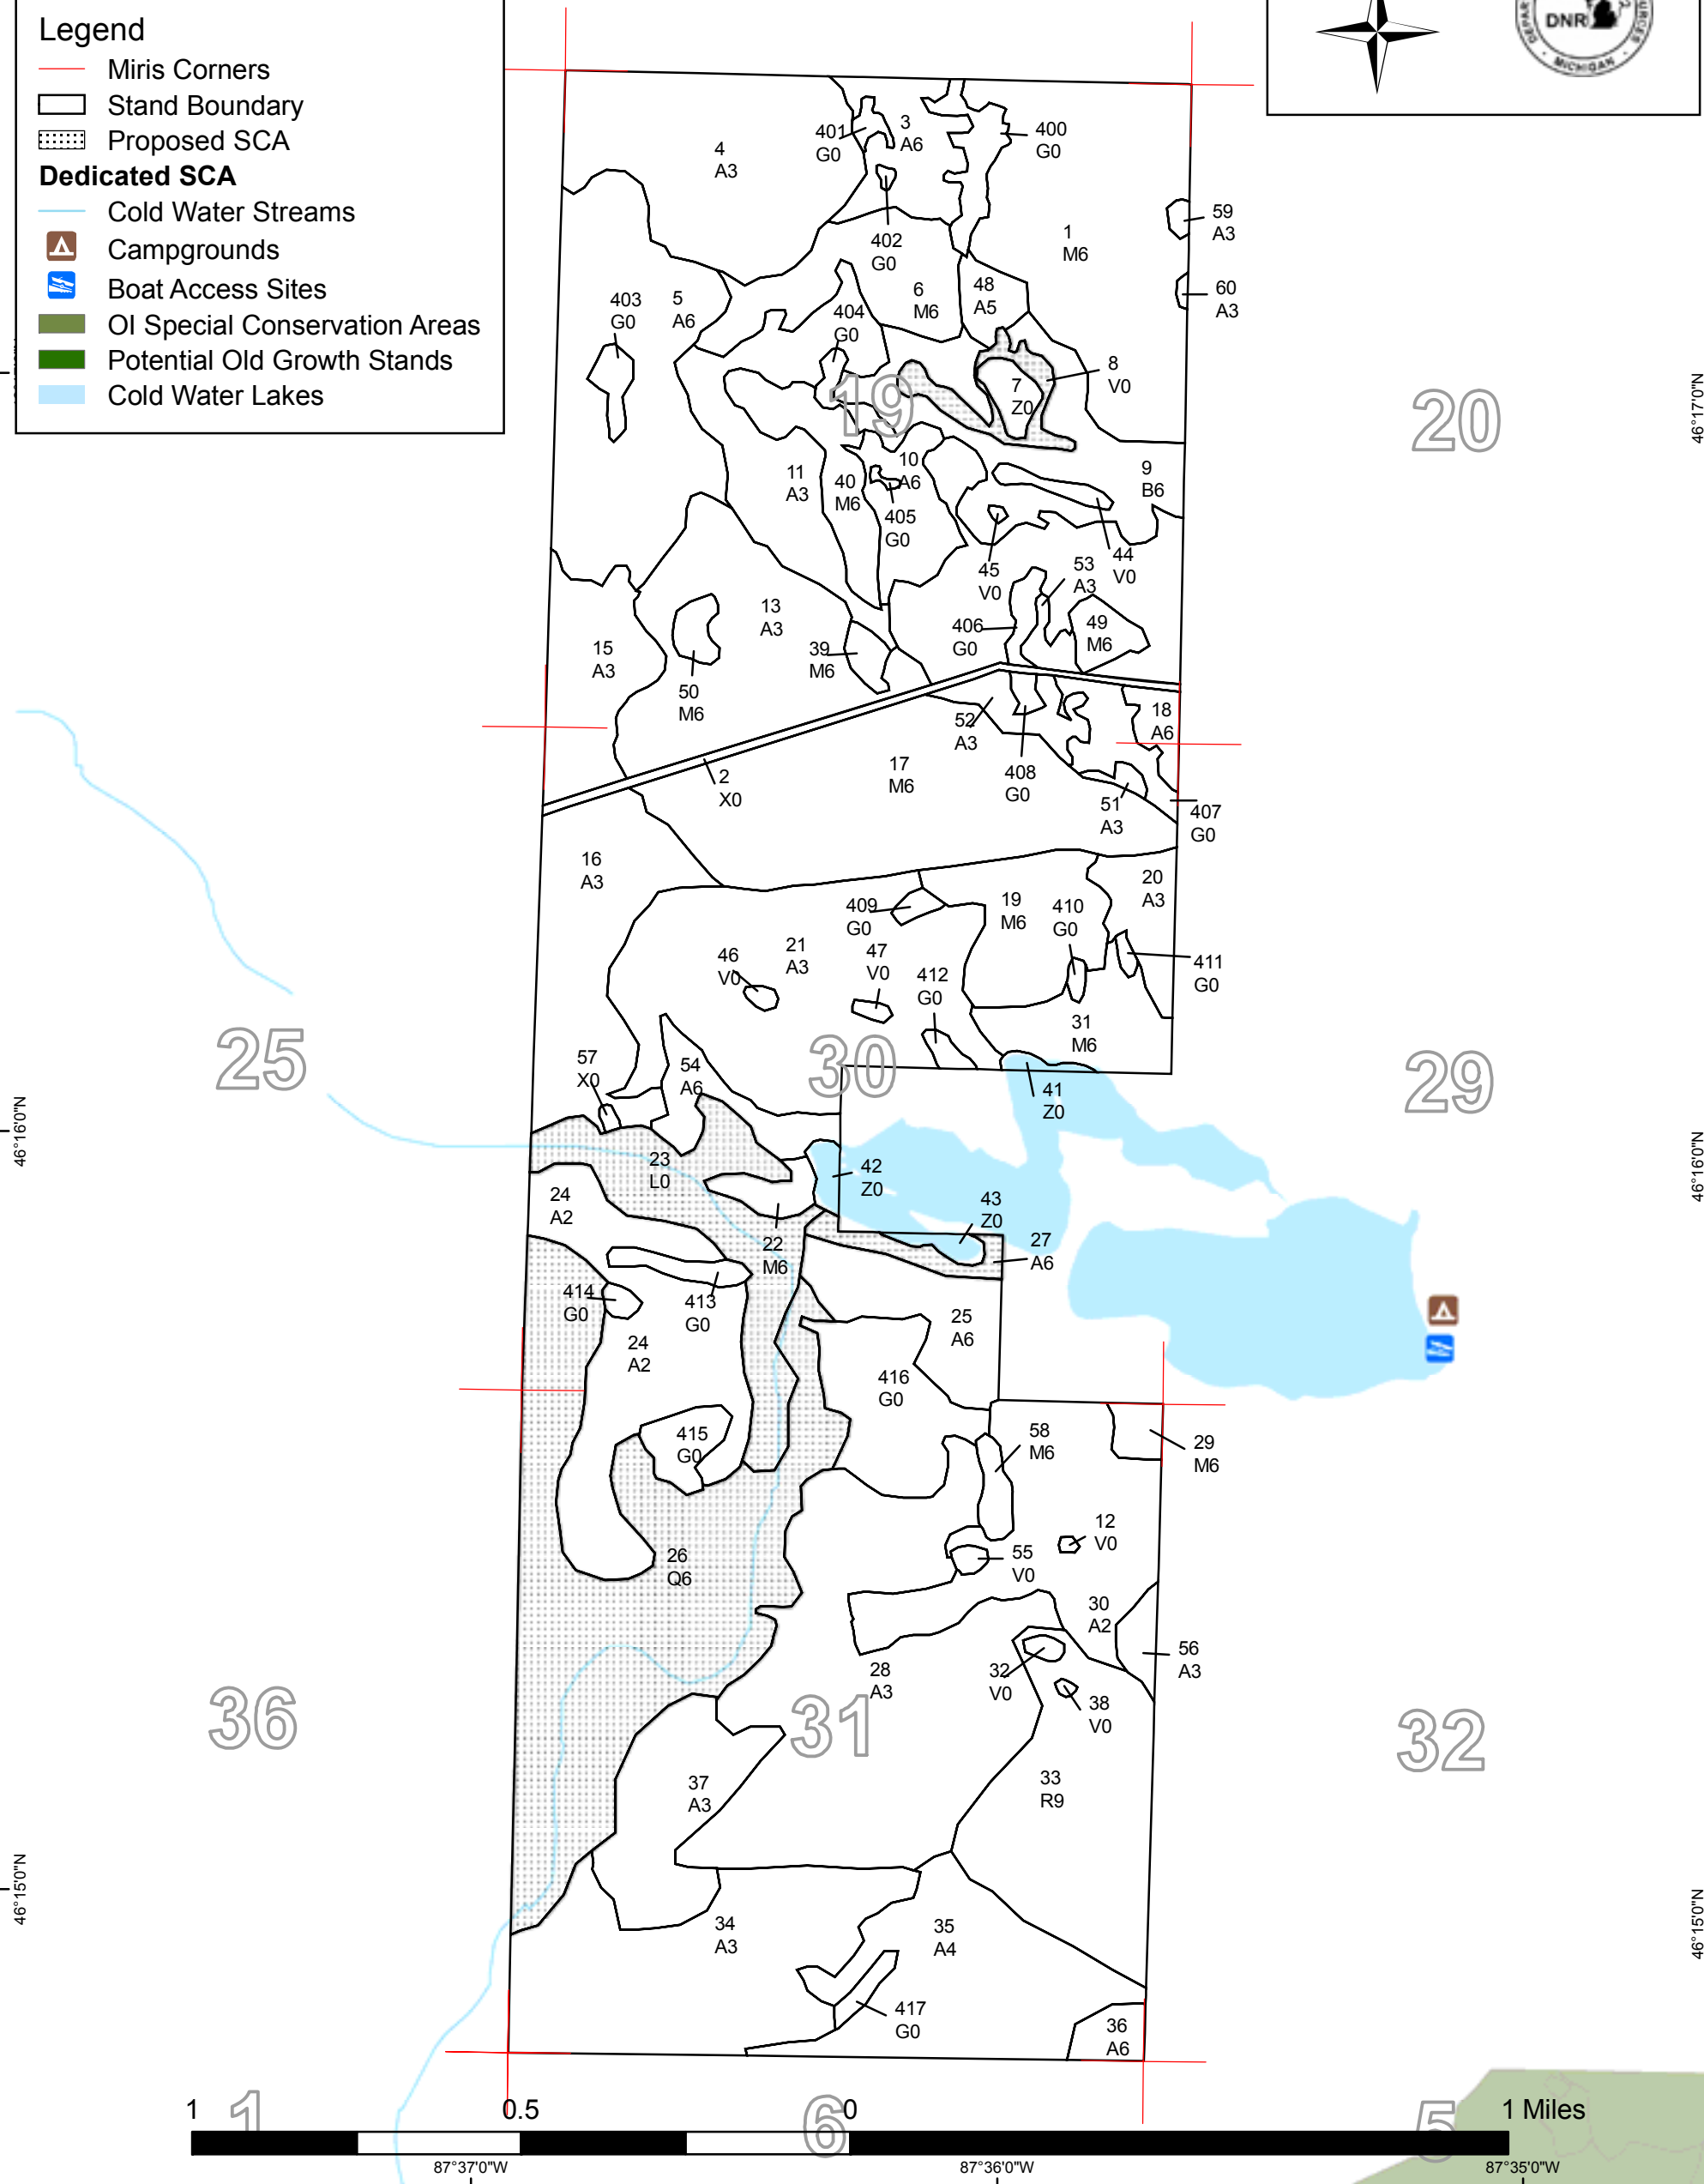 Legend
Miris Corners
Stand Boundary
Proposed SCA
Dedicated SCA
Cold Water Streams
Campgrounds
Boat Access Sites
OI Special Conservation Areas
Potential Old Growth Stands
Cold Water Lakes
DNR
MICHIGAN
4
A3
401
G0
3
A6
400
G0
59
A3
1
M6
402
G0
60
A3
403
G0
5
A6
404
G0
6
M6
48
A5
8
V0
7
Z0
19
20
46°17'0"N
11
A3
40
M6
10
A6
405
G0
9
B6
44
V0
45
V0
53
A3
13
A3
15
A3
39
M6
406
G0
49
M6
50
M6
52
A3
18
A6
2
X0
17
M6
408
G0
51
A3
407
G0
16
A3
20
A3
409
G0
19
M6
410
G0
46
V0
21
A3
47
V0
412
G0
411
G0
31
M6
25
30
29
57
X0
54
A6
41
Z0
46°16'0"N
46°16'0"N
23
L0
42
Z0
24
A2
43
Z0
22
M6
27
A6
414
G0
413
G0
25
A6
24
A2
416
G0
415
G0
58
M6
29
M6
12
V0
55
V0
26
Q6
30
A2
56
A3
28
A3
32
V0
38
V0
36
31
32
37
A3
33
R9
46°15'0"N
46°15'0"N
34
A3
35
A4
417
G0
36
A6
1
6
5
1 0.5 0 1 Miles
87°37'0"W 87°36'0"W 87°35'0"W